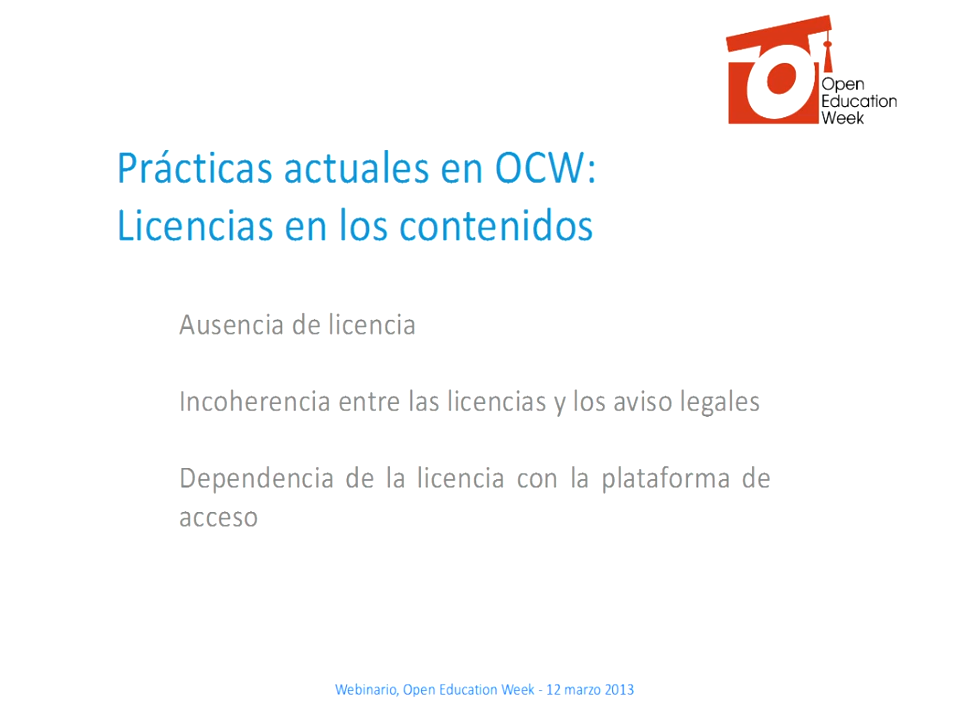 Open
Education
Week
Prácticas actuales en OCW:
Licencias en los contenidos
Ausencia de licencia
Incoherencia entre las licencias y los aviso legales
Dependencia de la licencia con la plataforma de
acceso
Webinario, Open Education Week - 12 marzo 2013